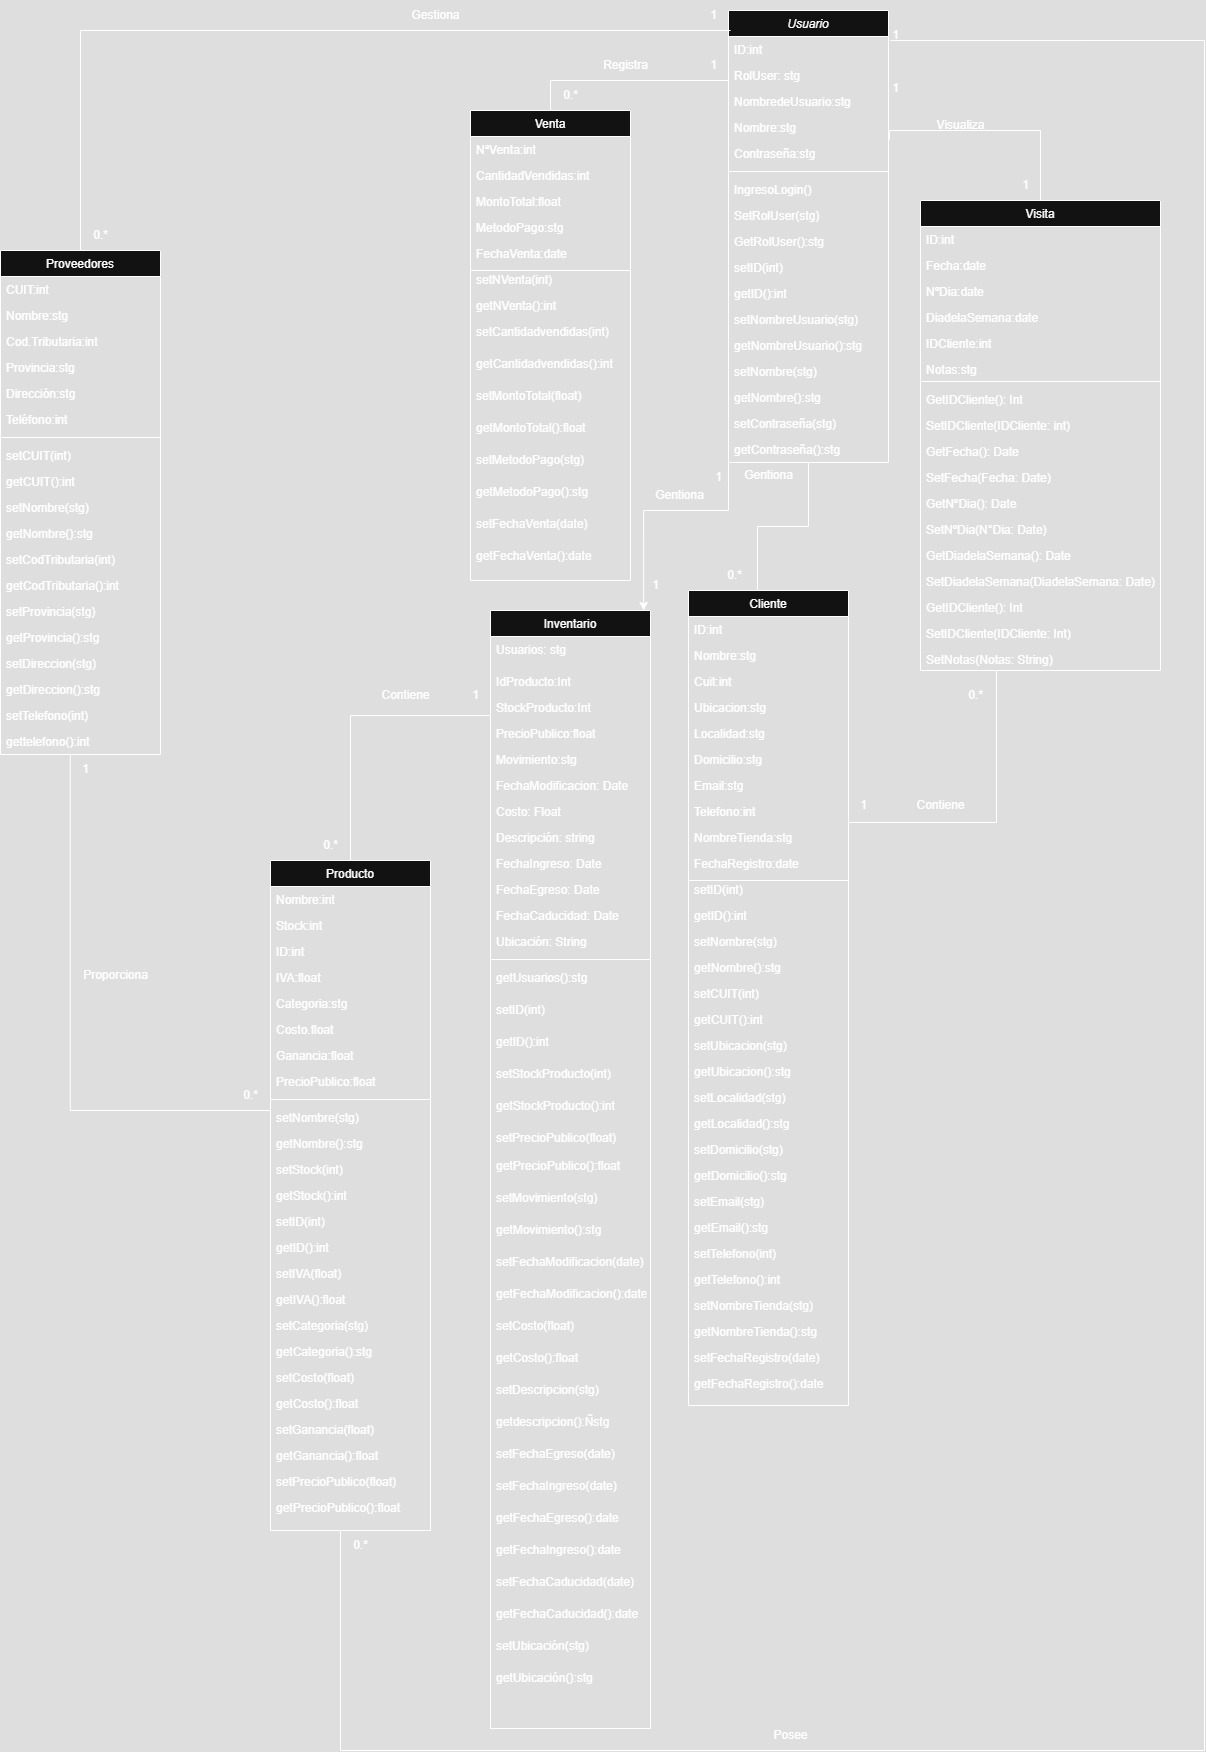 Gestiona
1
Usuario
ID:int
RolUser: stg
NombredeUsuario:stg
Nombre:stg
Contraseña:stg
IngresoLogin()
SetRolUser(stg)
GetRolUser():stg
setID(int)
getID():int
setNombreUsuario(stg)
getNombreUsuario():stg
setNombre(stg)
getNombre():stg
setContraseña(stg)
getContraseña():stg
1
1
Visualiza
1
Registra
1
0.*
Venta
NºVenta:int
CantidadVendidas:int
MontoTotal:float
MetodoPago:stg
FechaVenta:date
setNVenta(int)
getNVenta():int
setCantidadvendidas(int)
getCantidadvendidas():int
setMontoTotal(float)
getMontoTotal():float
setMetodoPago(stg)
getMetodoPago():stg
setFechaVenta(date)
getFechaVenta():date
Visita
ID:int
Fecha:date
NºDia:date
DiadelaSemana:date
IDCliente:int
Notas:stg
GetIDCliente(): Int
SetIDCliente(IDCliente: int)
GetFecha(): Date
SetFecha(Fecha: Date)
GetNºDia(): Date
SetNºDia(N°Dia: Date)
GetDiadelaSemana(): Date
SetDiadelaSemana(DiadelaSemana: Date)
GetIDCliente(): Int
SetIDCliente(IDCliente: Int)
SetNotas(Notas: String)
0.*
0.*
Proveedores
CUIT:int
Nombre:stg
Cod.Tributaria:int
Provincia:stg
Dirección:stg
Teléfono:int
setCUIT(int)
getCUIT():int
setNombre(stg)
getNombre():stg
setCodTributaria(int)
getCodTributaria():int
setProvincia(stg)
getProvincia():stg
setDireccion(stg)
getDireccion():stg
setTelefono(int)
gettelefono():int
1
Gentiona
1
1
Gentiona
0.*
Inventario
Usuarios: stg
IdProducto:Int
StockProducto:Int
PrecioPublico:float
Movimiento:stg
FechaModificacion: Date
Costo: Float
Descripción: string
FechaIngreso: Date
FechaEgreso: Date
FechaCaducidad: Date
Ubicación: String
getUsuarios():stg
setID(int)
getID():int
setStockProducto(int)
getStockProducto():int
setPrecioPublico(float)
getPrecioPublico():float
setMovimiento(stg)
getMovimiento():stg
setFechaModificacion(date)
getFechaModificacion():date
setCosto(float)
getCosto():float
setDescripcion(stg)
getdescripcion():Ñstg
setFechaEgreso(date)
setFechaIngreso(date)
getFechaEgreso():date
getFechaIngreso():date
setFechaCaducidad(date)
getFechaCaducidad():date
setUbicación(stg)
getUbicación():stg
Cliente
ID:int
Nombre:stg
Cuit:int
Ubicacion:stg
Localidad:stg
Domicilio:stg
Email:stg
Telefono:int
NombreTienda:stg
FechaRegistro:date
setID(int)
getID():int
setNombre(stg)
getNombre():stg
setCUIT(int)
getCUIT():int
setUbicacion(stg)
getUbicacion():stg
setLocalidad(stg)
getLocalidad():stg
setDomicilio(stg)
getDomicilio():stg
setEmail(stg)
getEmail():stg
setTelefono(int)
getTelefono():int
setNombreTienda(stg)
getNombreTienda():stg
setFechaRegistro(date)
getFechaRegistro():date
1
Contiene
Contiene
1
0.*
Producto
Nombre:int
Stock:int
ID:int
IVA:float
Categoria:stg
Costo.float
Ganancia:float
PrecioPublico:float
setNombre(stg)
getNombre():stg
setStock(int)
getStock():int
setID(int)
getID():int
setIVA(float)
getIVA():float
setCategoria(stg)
getCategoria():stg
setCosto(float)
getCosto():float
setGanancia(float)
getGanancia():float
setPrecioPublico(float)
getPrecioPublico():float
Proporciona
0.*
0.*
Posee